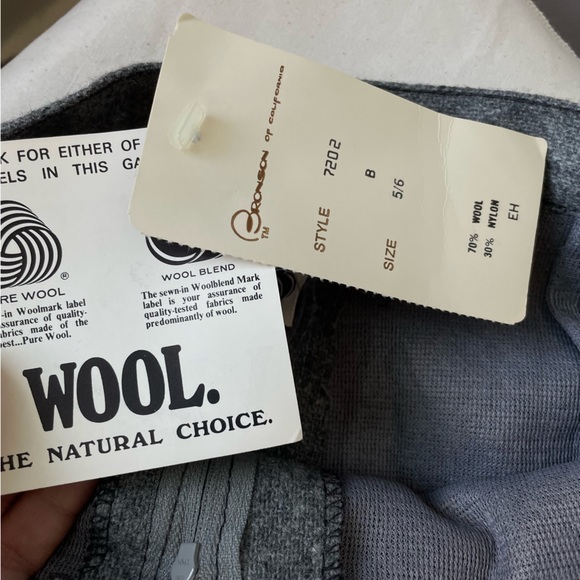 K FOR EITHER OF
ELS IN THIS GA
®
RE WOOL
n-in Woolmark label
assurance of quality-
abrics made of the
est...Pure Wool.
WOOL BLEND
The sewn-in Woolblend Mark
label is your assurance of
quality-tested fabrics made
predominantly of wool.
WOOL.
HE NATURAL CHOICE.
BRONSON OF CALIFORNIA
TM
STYLE 7202
B
SIZE 5/6
70% WOOL
30% NYLON
EH